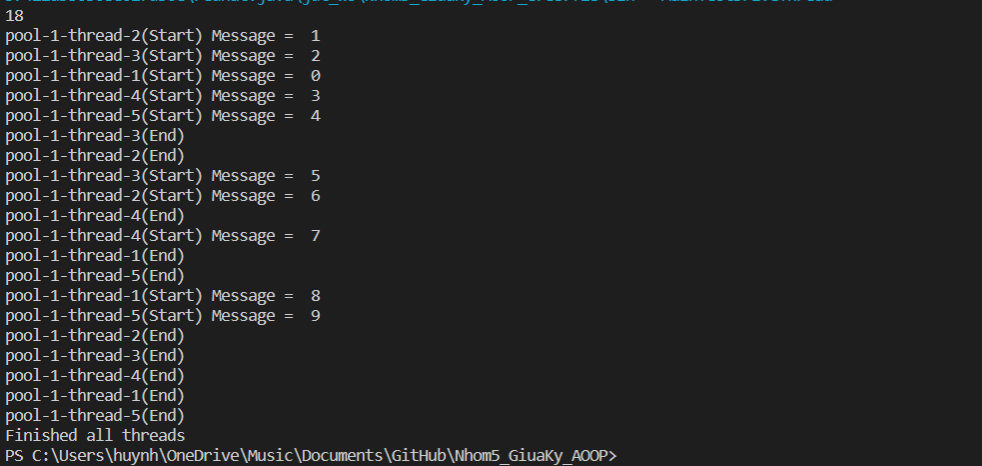 18
pool-1-thread-2(Start) Message =  1
pool-1-thread-3(Start) Message =  2
pool-1-thread-1(Start) Message =  0
pool-1-thread-4(Start) Message =  3
pool-1-thread-5(Start) Message =  4
pool-1-thread-3(End)
pool-1-thread-2(End)
pool-1-thread-3(Start) Message =  5
pool-1-thread-2(Start) Message =  6
pool-1-thread-4(End)
pool-1-thread-4(Start) Message =  7
pool-1-thread-1(End)
pool-1-thread-5(End)
pool-1-thread-1(Start) Message =  8
pool-1-thread-5(Start) Message =  9
pool-1-thread-2(End)
pool-1-thread-3(End)
pool-1-thread-4(End)
pool-1-thread-1(End)
pool-1-thread-5(End)
Finished all threads
PS C:\Users\huynh\OneDrive\Music\Documents\GitHub\Nhom5_GiuaKy_AOOP>